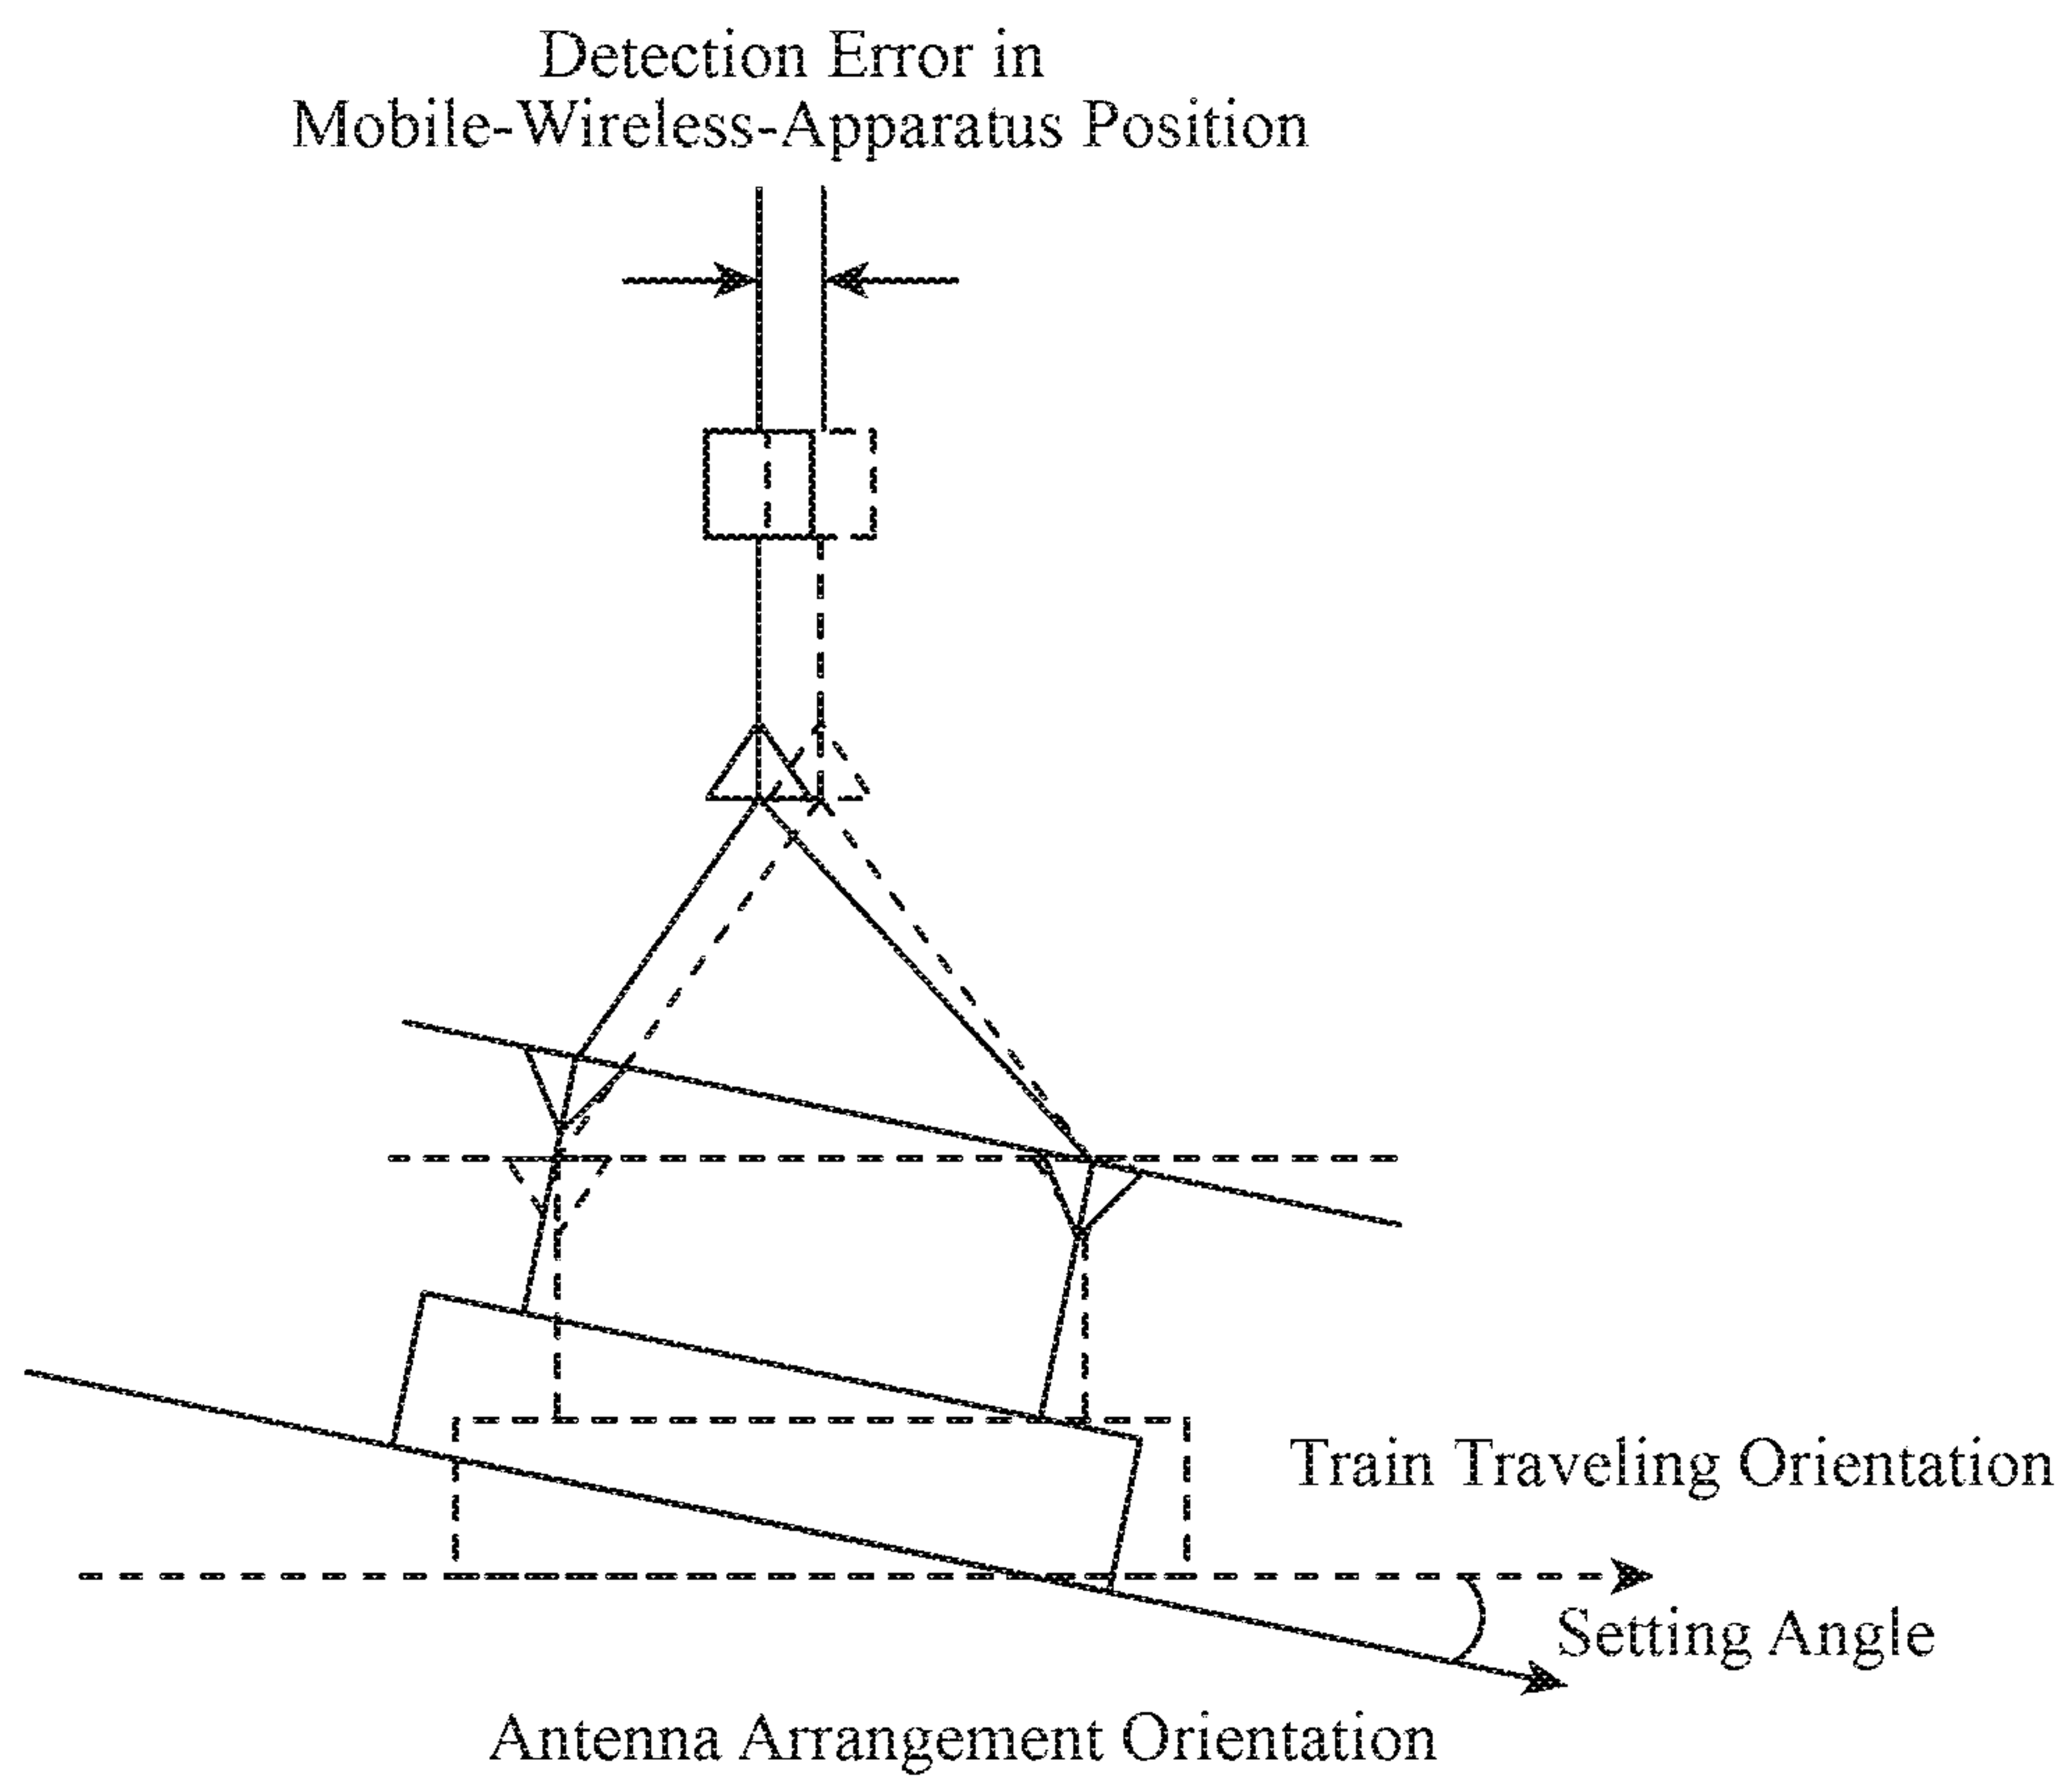 Detection Error in
Mobile-Wireless-Apparatus Position
Train Traveling Orientation
Setting Angle
Antenna Arrangement Orientation